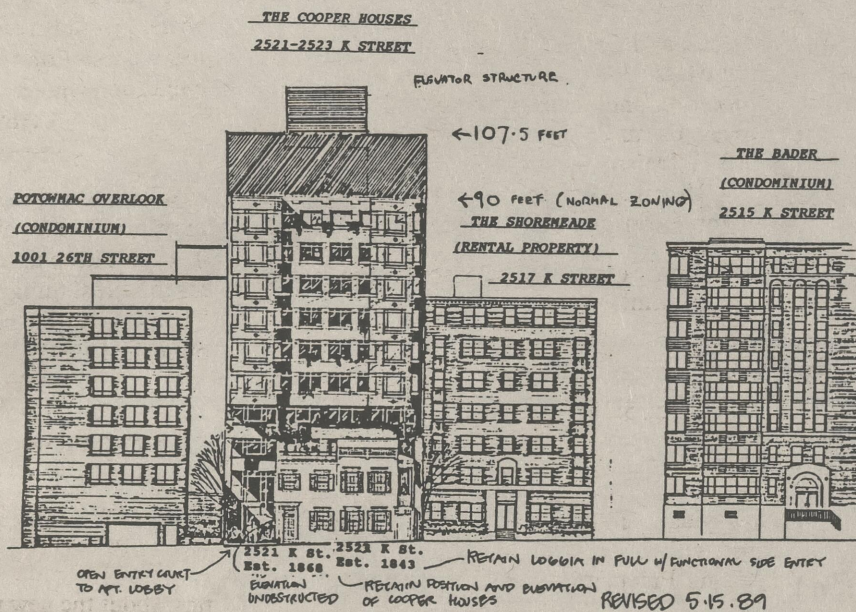 THE COOPER HOUSES
2521-2523 K STREET
ELEVATOR STRUCTURE
←107.5 FEET
←90 FEET (NORMAL ZONING)
POTOWMAC OVERLOOK
(CONDOMINIUM)
1001 26TH STREET
THE SHOREMEADE
(RENTAL PROPERTY)
2517 K STREET
THE BADER
(CONDOMINIUM)
2515 K STREET
OPEN ENTRY COURT
TO APT. LOBBY
2521 K St.
Est. 1868
ELEVATION
UNOBSTRUCTED
2523 K St.
Est. 1843
RETAIN POSITION AND ELEVATION
OF COOPER HOUSES
RETAIN LOGGIA IN FULL W/ FUNCTIONAL SIDE ENTRY
REVISED 5.15.89